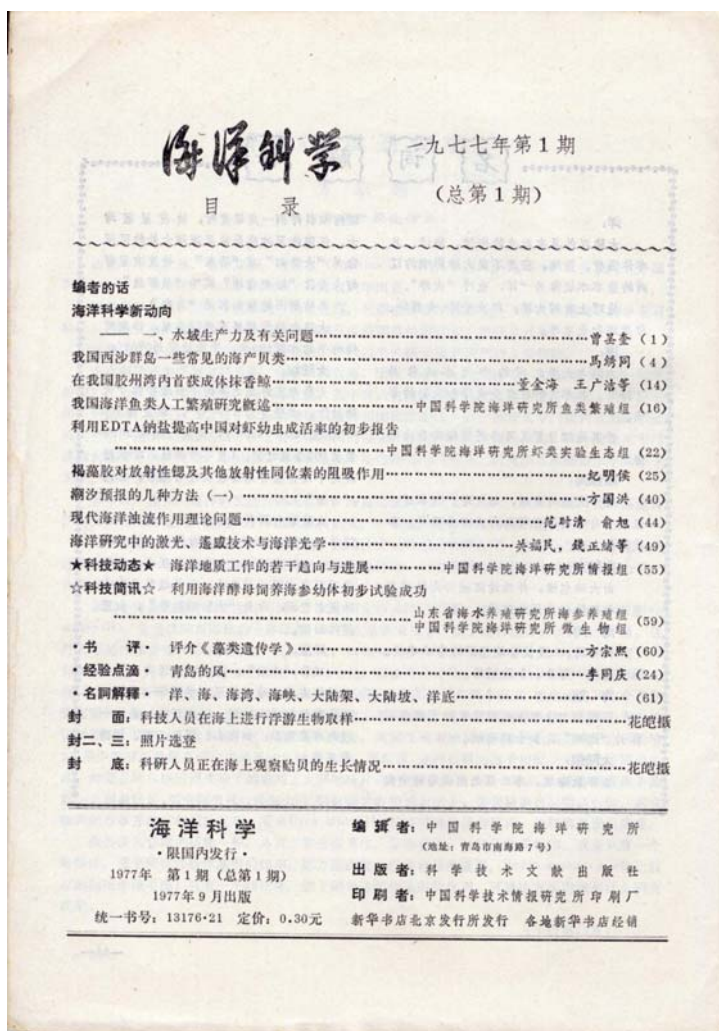 海洋科学
一九七七年第1期
目 录
(总第1期)
编者的话
海洋科学新动向
——一、水域生产力及有关问题……曾呈奎(1)
我国西沙群岛一些常见的海产贝类……马绣同(4)
在我国胶州湾内首获成体抹香鲸……董金海 王广洁等(14)
我国海洋鱼类人工繁殖研究概述……中国科学院海洋研究所鱼类繁殖组(16)
利用EDTA钠盐提高中国对虾幼虫成活率的初步报告
……中国科学院海洋研究所虾类实验生态组(22)
褐藻胶对放射性锶及其他放射性同位素的阻吸作用……纪明侯(25)
潮汐预报的几种方法(一)……方国洪(40)
现代海洋浊流作用理论问题……范时清 俞旭(44)
海洋研究中的激光、遥感技术与海洋光学……吴福民,钱正绪等(49)
★科技动态★ 海洋地质工作的若干趋向与进展……中国科学院海洋研究所情报组(55)
☆科技简讯☆ 利用海洋酵母饲养海参幼体初步试验成功
……山东省海水养殖研究所海参养殖组
中国科学院海洋研究所微生物组(59)
·书 评· 评介《藻类遗传学》……方宗熙(60)
·经验点滴· 青岛的风……李同庆(24)
·名詞解釋· 洋、海、海湾、海峡、大陆架、大陆坡、洋底……(61)
封 面:科技人员在海上进行浮游生物取样……花皑摄
封二、三:照片选登
封 底:科研人员正在海上观察贻贝的生长情况……花皑摄
海洋科学
·限国内发行·
1977年 第1期(总第1期)
1977年9月出版
统一书号:13176·21 定价:0.30元
编辑者:中国科学院海洋研究所
(地址:青岛市南海路7号)
出版者:科学技术文献出版社
印刷者:中国科学技术情报研究所印刷厂
新华书店北京发行所发行 各地新华书店经销